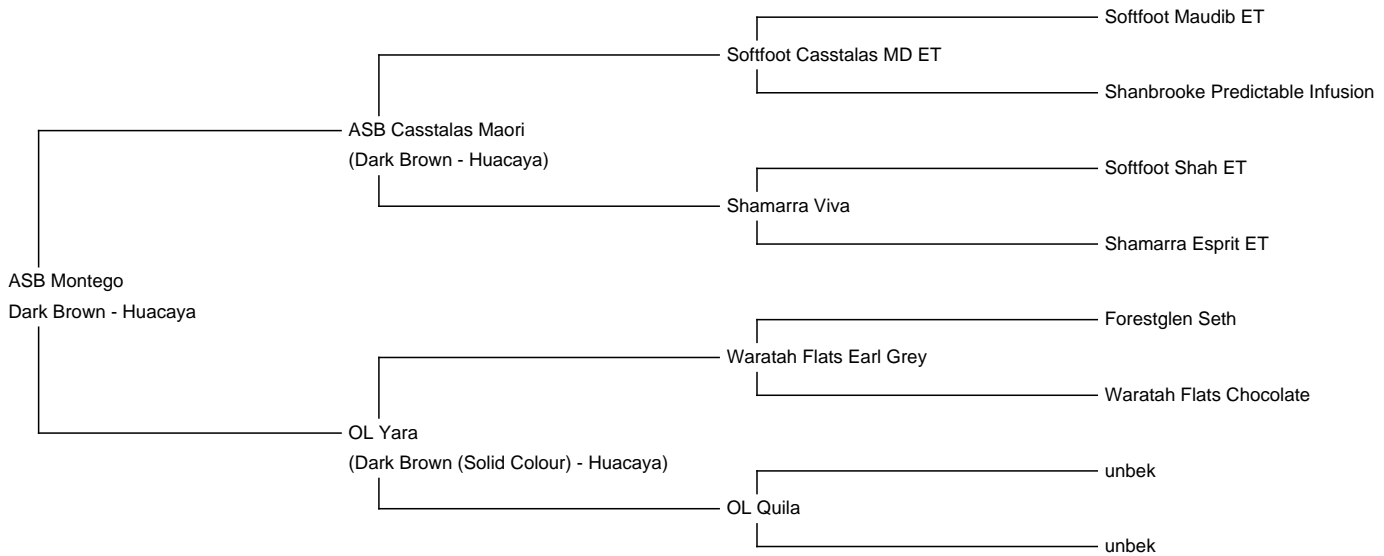 Softfoot Maudib ET
Softfoot Casstalas MD ET
Shanbrooke Predictable Infusion
ASB Casstalas Maori
(Dark Brown - Huacaya)
Softfoot Shah ET
Shamarra Viva
Shamarra Esprit ET
ASB Montego
Dark Brown - Huacaya
Forestglen Seth
Waratah Flats Earl Grey
Waratah Flats Chocolate
OL Yara
(Dark Brown (Solid Colour) - Huacaya)
unbek
OL Quila
unbek